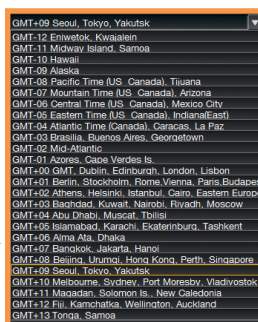 GMT+09 Seoul, Tokyo, Yakutsk
GMT-12 Eniwetok, Kwajalein
GMT-11 Midway Island, Samoa
GMT-10 Hawaii
GMT-09 Alaska
GMT-08 Pacific Time (US  Canada), Tijuana
GMT-07 Mountain Time (US  Canada), Arizona
GMT-06 Central Time (US  Canada), Mexico City
GMT-05 Eastern Time (US  Canada), Indiana(East)
GMT-04 Atlantic Time (Canada), Caracas, La Paz
GMT-03 Brasilia, Buenos Aires, Georgetown
GMT-02 Mid-Atlantic
GMT-01 Azores, Cape Verdes Is.
GMT+00 GMT, Dublin, Edinburgh, London, Lisbon
GMT+01 Berlin, Stockholm, Rome,Vienna, Paris,Budapes
GMT+02 Athens, Helsinki, Istanbul, Cairo, Eastern Europe
GMT+03 Baghdad, Kuwait, Nairobi, Riyadh, Moscow
GMT+04 Abu Dhabi, Muscat, Tbilisi
GMT+05 Islamabad, Karachi, Ekaterinburg, Tashkent
GMT+06 Alma Ata, Dhaka
GMT+07 Bangkok, Jakarta, Hanoi
GMT+08 Beijing, Urumqi, Hong Kong, Perth, Singapore
GMT+09 Seoul, Tokyo, Yakutsk
GMT+10 Melbourne, Sydney, Port Moresby, Vladivostok
GMT+11 Magadan, Solomon Is., New Caledonia
GMT+12 Fiji, Kamchatka, Wellington, Auckland
GMT+13 Tonga, Samoa